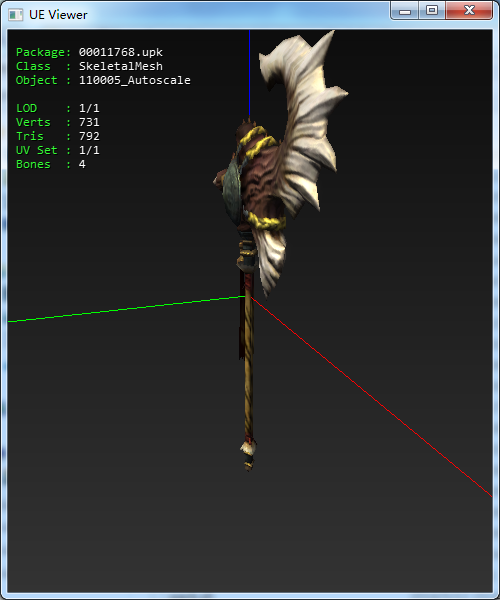 UE Viewer
Package: 00011768.upk
Class  : SkeletalMesh
Object : 110005_Autoscale
LOD    : 1/1
Verts  : 731
Tris   : 792
UV Set : 1/1
Bones  : 4